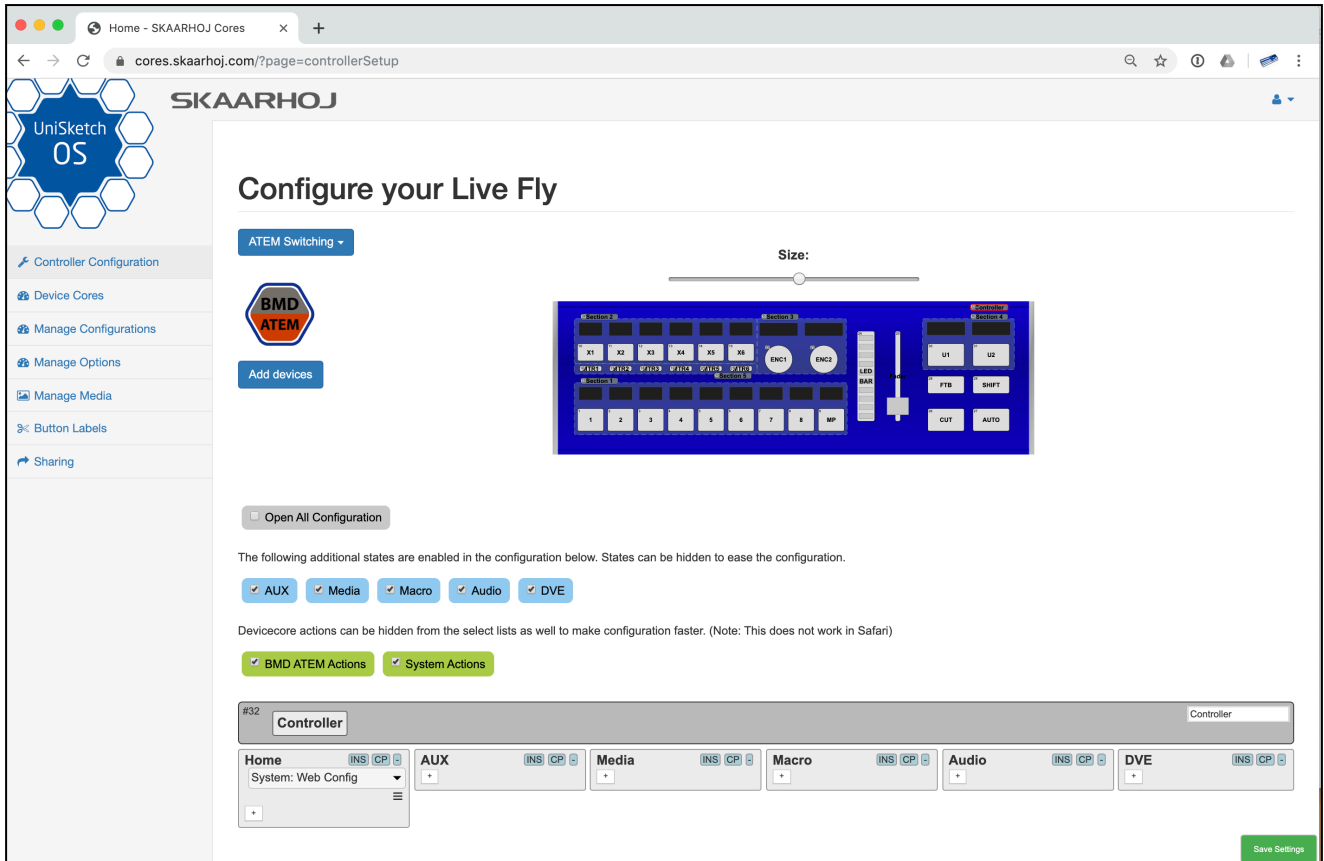 Home - SKAARHOJ Cores
cores.skaarhoj.com/?page=controllerSetup
UniSketch
OS
SKAARHOJ
Controller Configuration
Device Cores
Manage Configurations
Manage Options
Manage Media
Button Labels
Sharing
Configure your Live Fly
ATEM Switching
BMD
ATEM
Add devices
Size:
Controller
Section 2
Section 3
Section 4
X1 X2 X3 X4 X5 X6
ENC1 ENC2
U1 U2
Section 1
LED
BAR
FTB SHIFT
1 2 3 4 5 6 7 8 MP
CUT AUTO
Open All Configuration
The following additional states are enabled in the configuration below. States can be hidden to ease the configuration.
AUX Media Macro Audio DVE
Devicecore actions can be hidden from the select lists as well to make configuration faster. (Note: This does not work in Safari)
BMD ATEM Actions System Actions
#32
Controller
Controller
Home INS CP - AUX INS CP - Media INS CP - Macro INS CP - Audio INS CP - DVE INS CP -
System: Web Config + + + + +
+
Save Settings